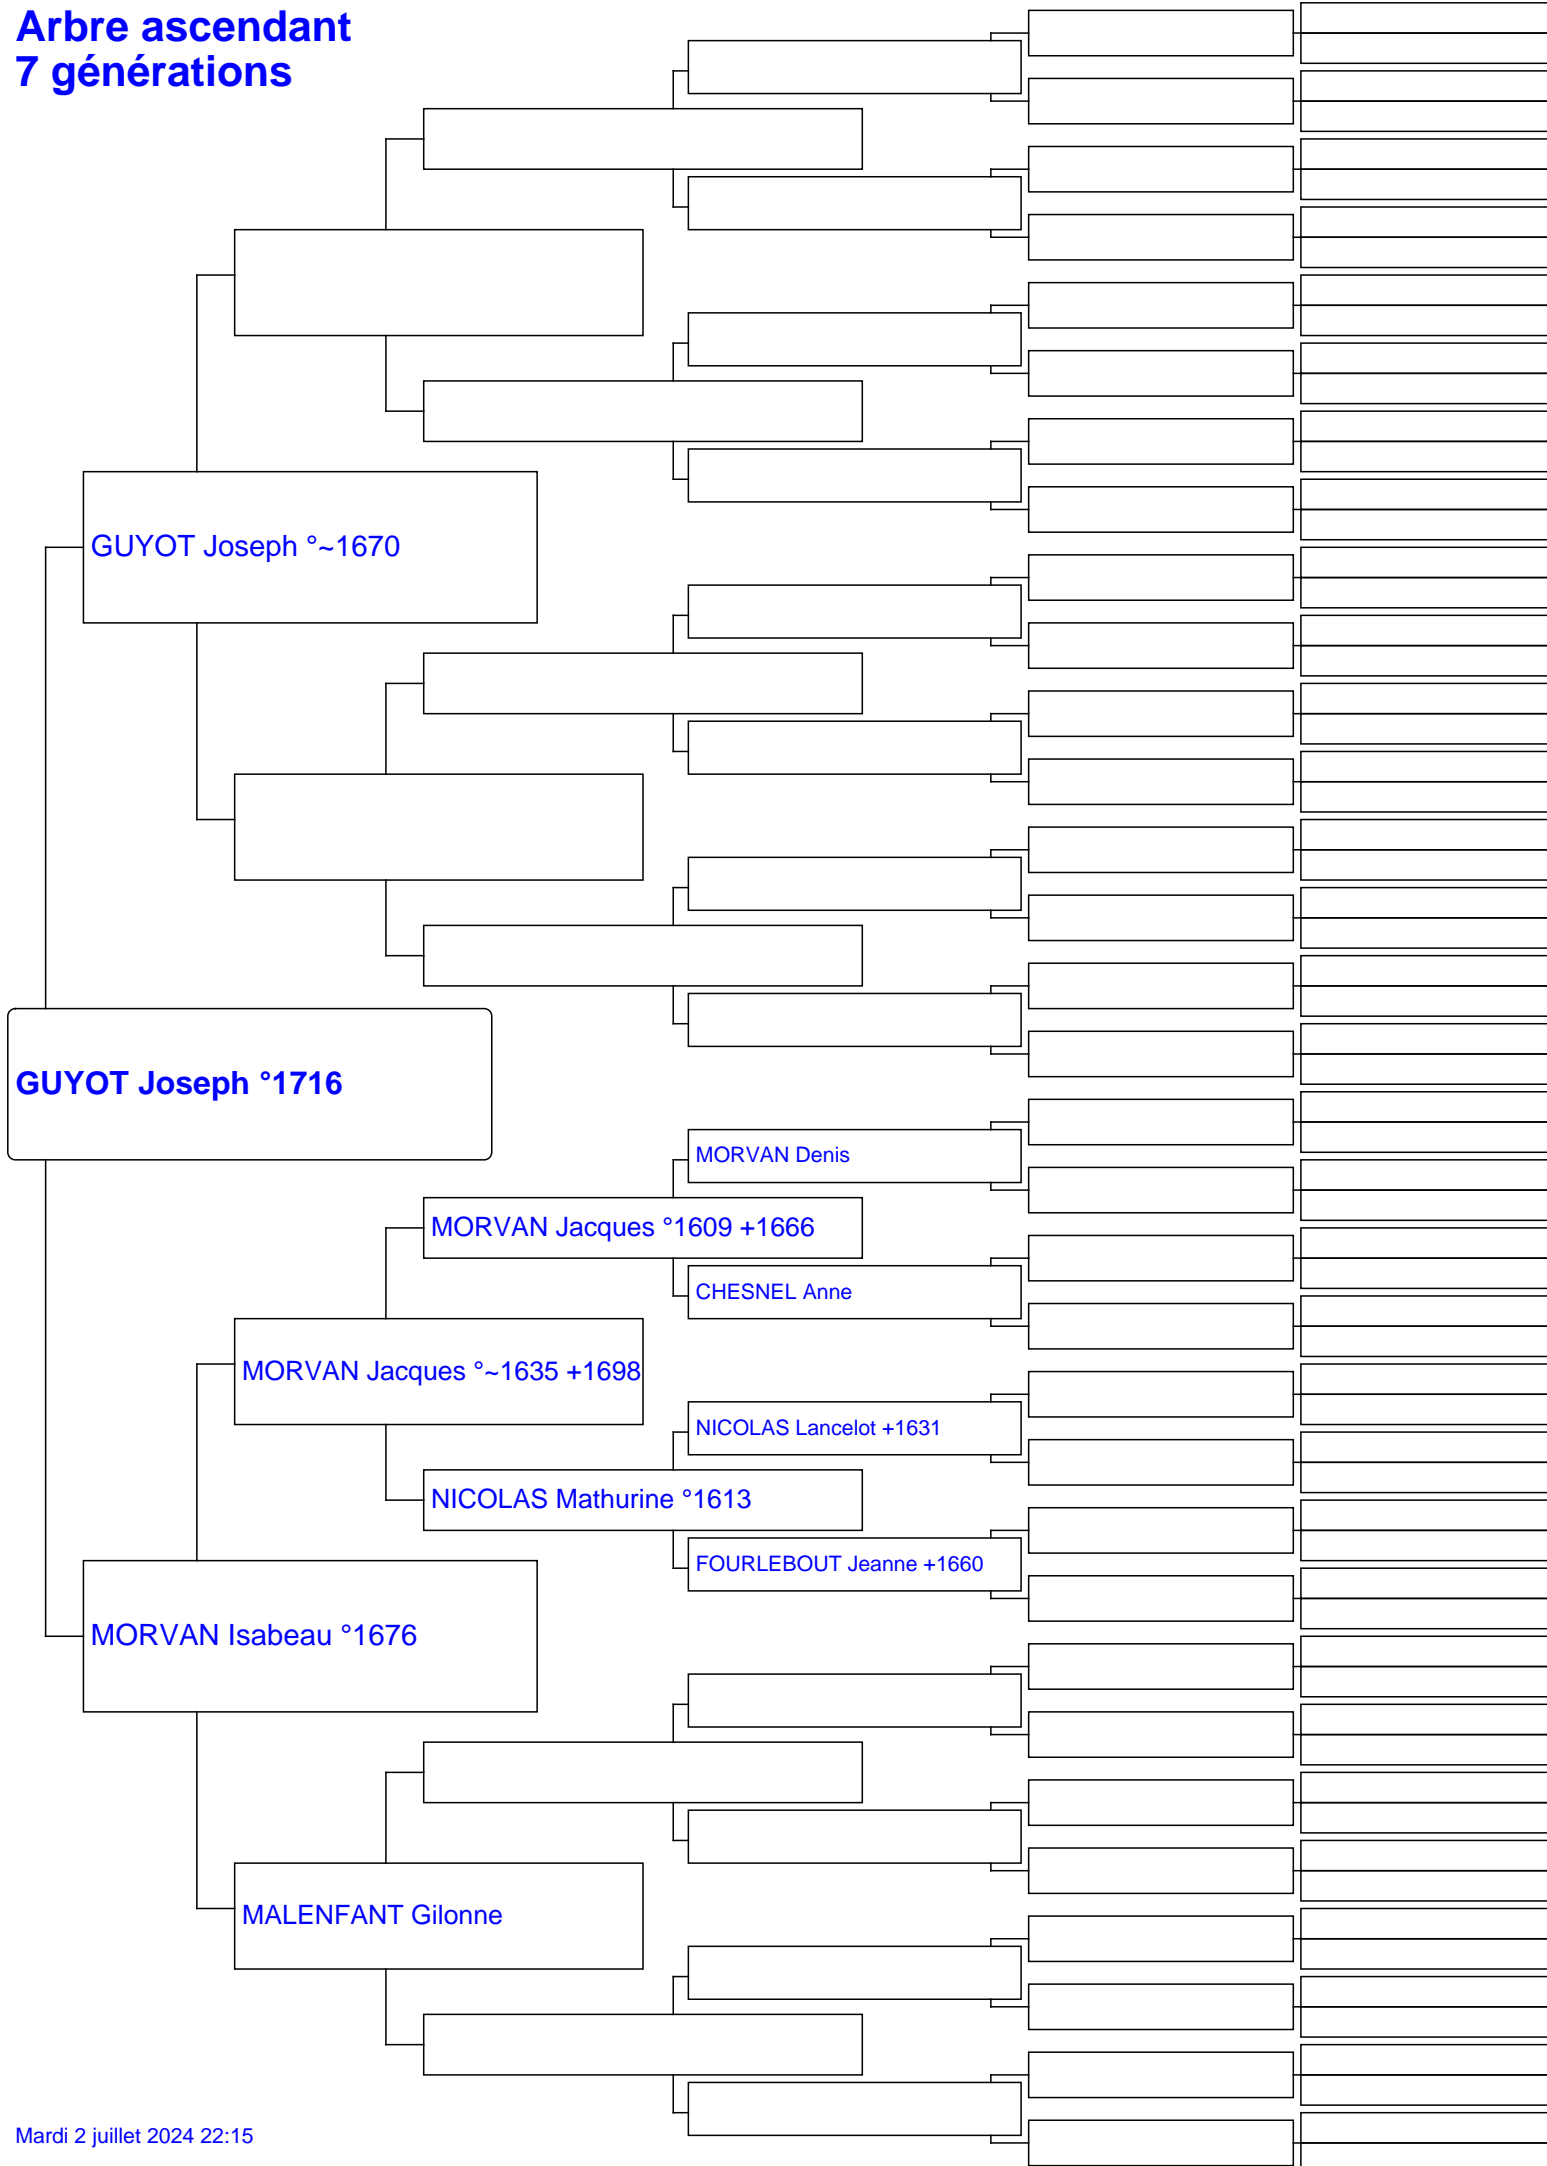 Arbre ascendant
7 générations
GUYOT Joseph °~1670
GUYOT Joseph °1716
MORVAN Denis
MORVAN Jacques °1609 +1666
CHESNEL Anne
MORVAN Jacques °~1635 +1698
NICOLAS Lancelot +1631
NICOLAS Mathurine °1613
FOURLEBOUT Jeanne +1660
MORVAN Isabeau °1676
MALENFANT Gilonne
Mardi 2 juillet 2024 22:15